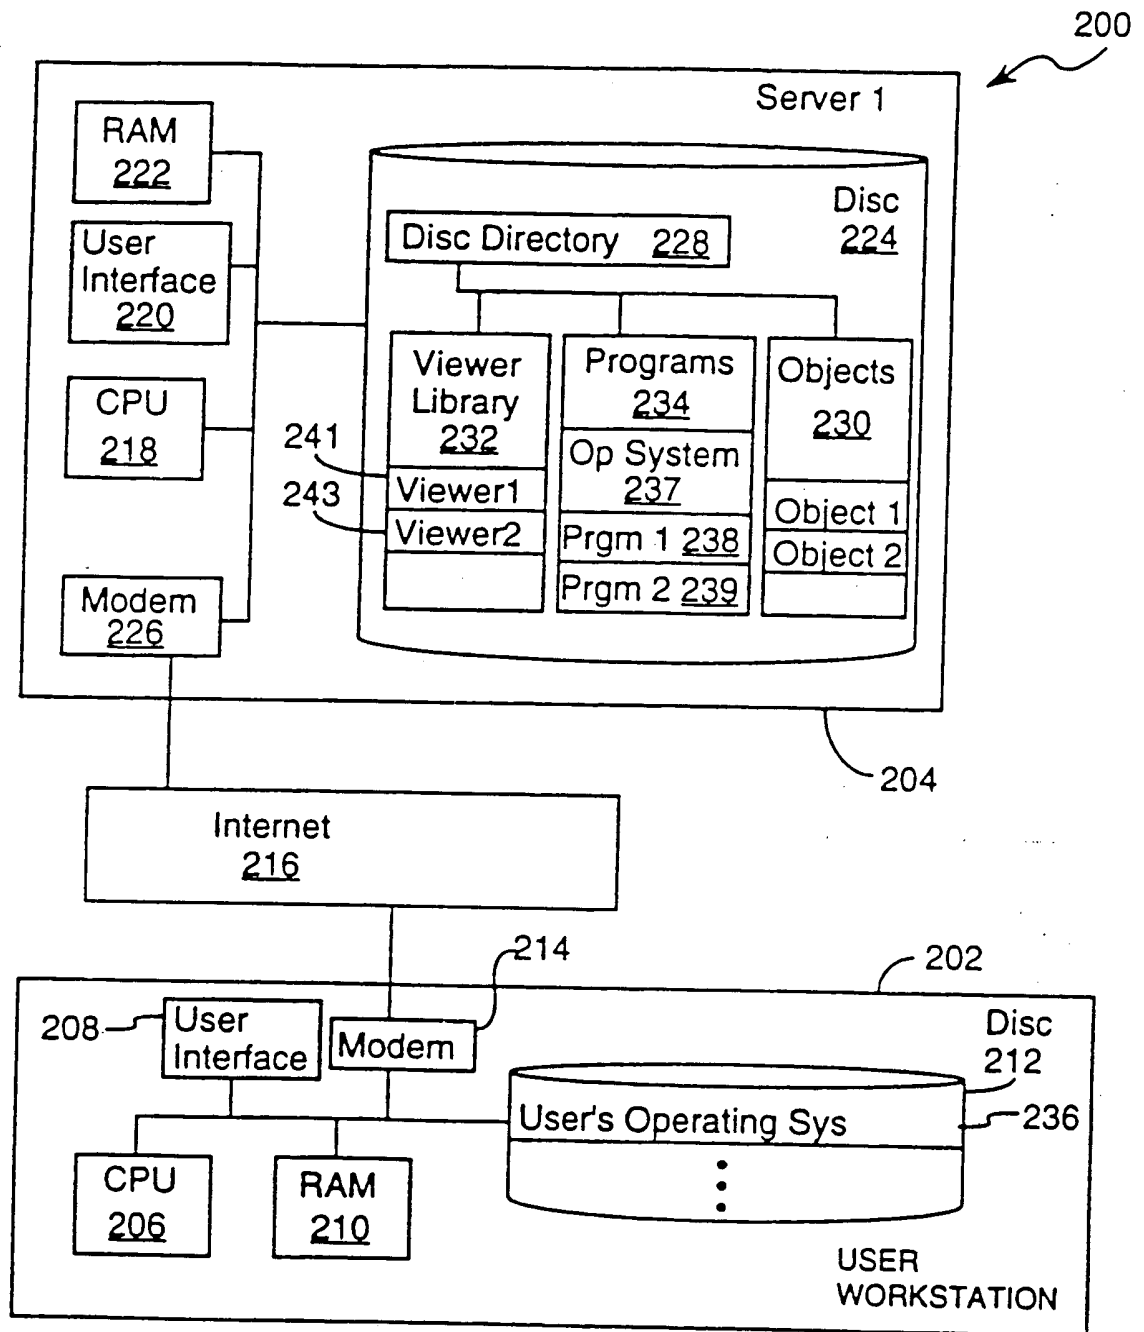 200
Server 1
RAM
222
User
Interface
220
CPU
218
Modem
226
Disc
224
Disc Directory 228
Viewer
Library
232
Viewer1
Viewer2
241
243
Programs
234
Op System
237
Prgm 1 238
Prgm 2 239
Objects
230
Object 1
Object 2
204
Internet
216
214
202
208
User
Interface
Modem
Disc
212
User's Operating Sys
236
CPU
206
RAM
210
USER
WORKSTATION